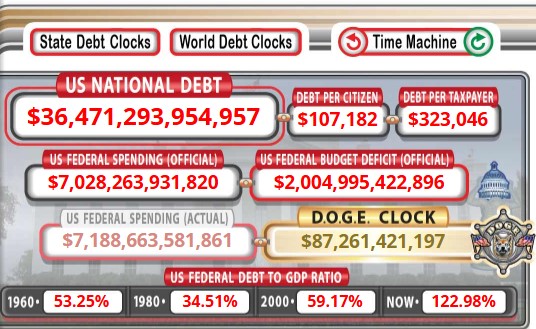 State Debt Clocks World Debt Clocks Time Machine
US NATIONAL DEBT
DEBT PER CITIZEN DEBT PER TAXPAYER
$36,471,293,954,957 $107,182 $323,046
US FEDERAL SPENDING (OFFICIAL) US FEDERAL BUDGET DEFICIT (OFFICIAL)
$7,028,263,931,820 $2,004,995,422,896
US FEDERAL SPENDING (ACTUAL) D.O.G.E. CLOCK
$7,188,663,581,861 $87,261,421,197
DOGE
US FEDERAL DEBT TO GDP RATIO
1960• 53.25% 1980• 34.51% 2000• 59.17% NOW• 122.98%